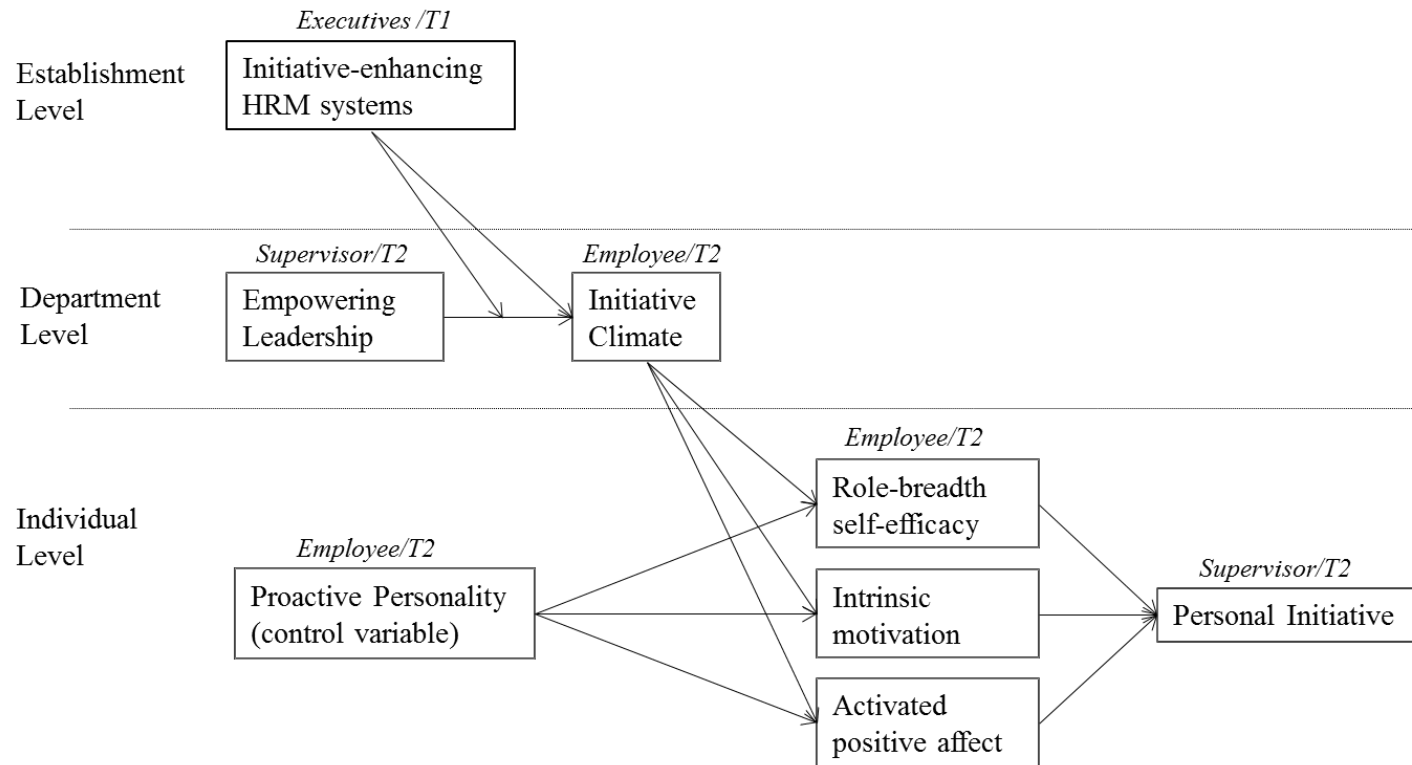 Executives /T1
Establishment
Level
Initiative-enhancing
HRM systems
Supervisor/T2
Employee/T2
Department
Level
Empowering
Leadership
Initiative
Climate
Employee/T2
Role-breadth
self-efficacy
Individual
Level
Employee/T2
Proactive Personality
(control variable)
Intrinsic
motivation
Supervisor/T2
Personal Initiative
Activated
positive affect